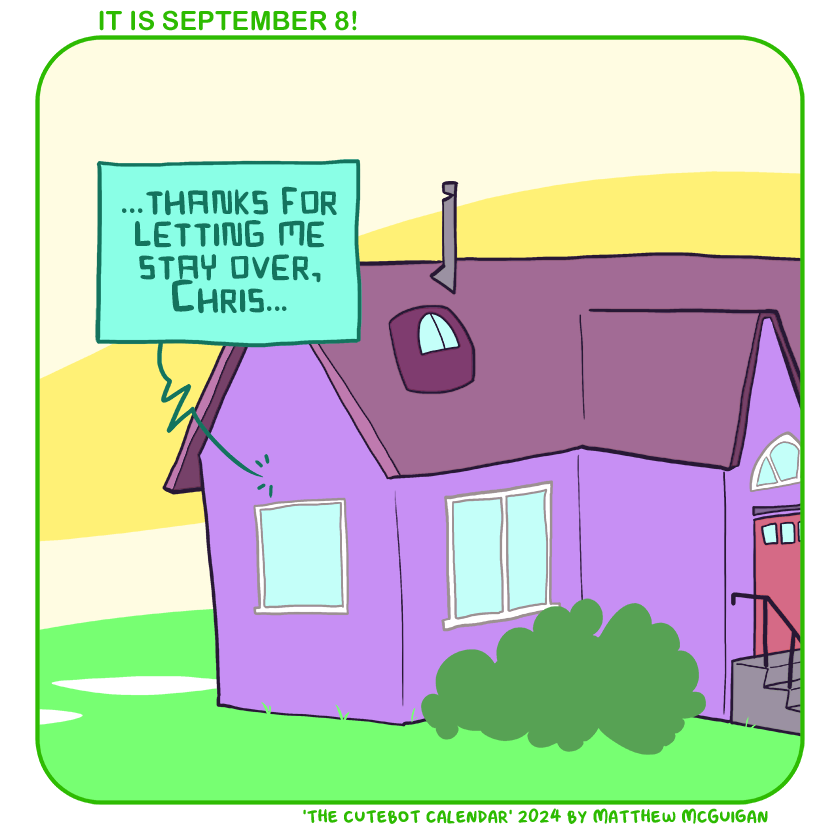 IT IS SEPTEMBER 8!
...THANKS FOR
LETTING ME
STAY OVER,
CHRIS...
'THE CUTEBOT CALENDAR' 2024 BY MATTHEW MCGUIGAN